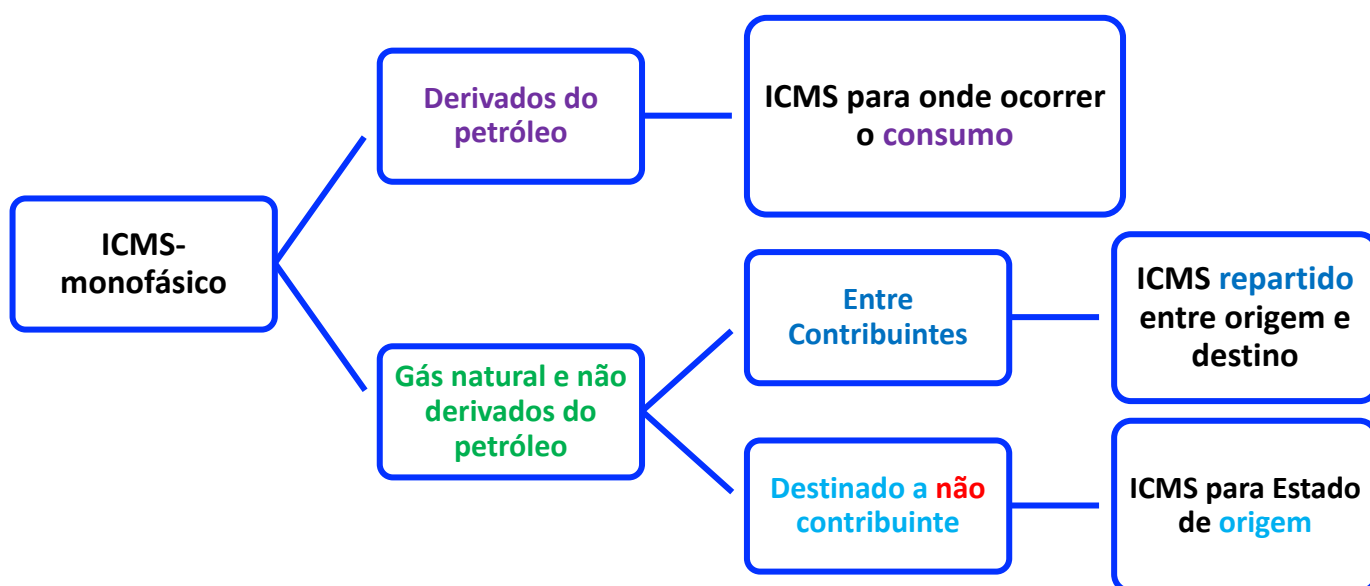 ICMS-
monofásico
Derivados do
petróleo
ICMS para onde ocorrer
o consumo
Gás natural e não
derivados do
petróleo
Entre
Contribuintes
ICMS repartido
entre origem e
destino
Destinado a não
contribuinte
ICMS para Estado
de origem